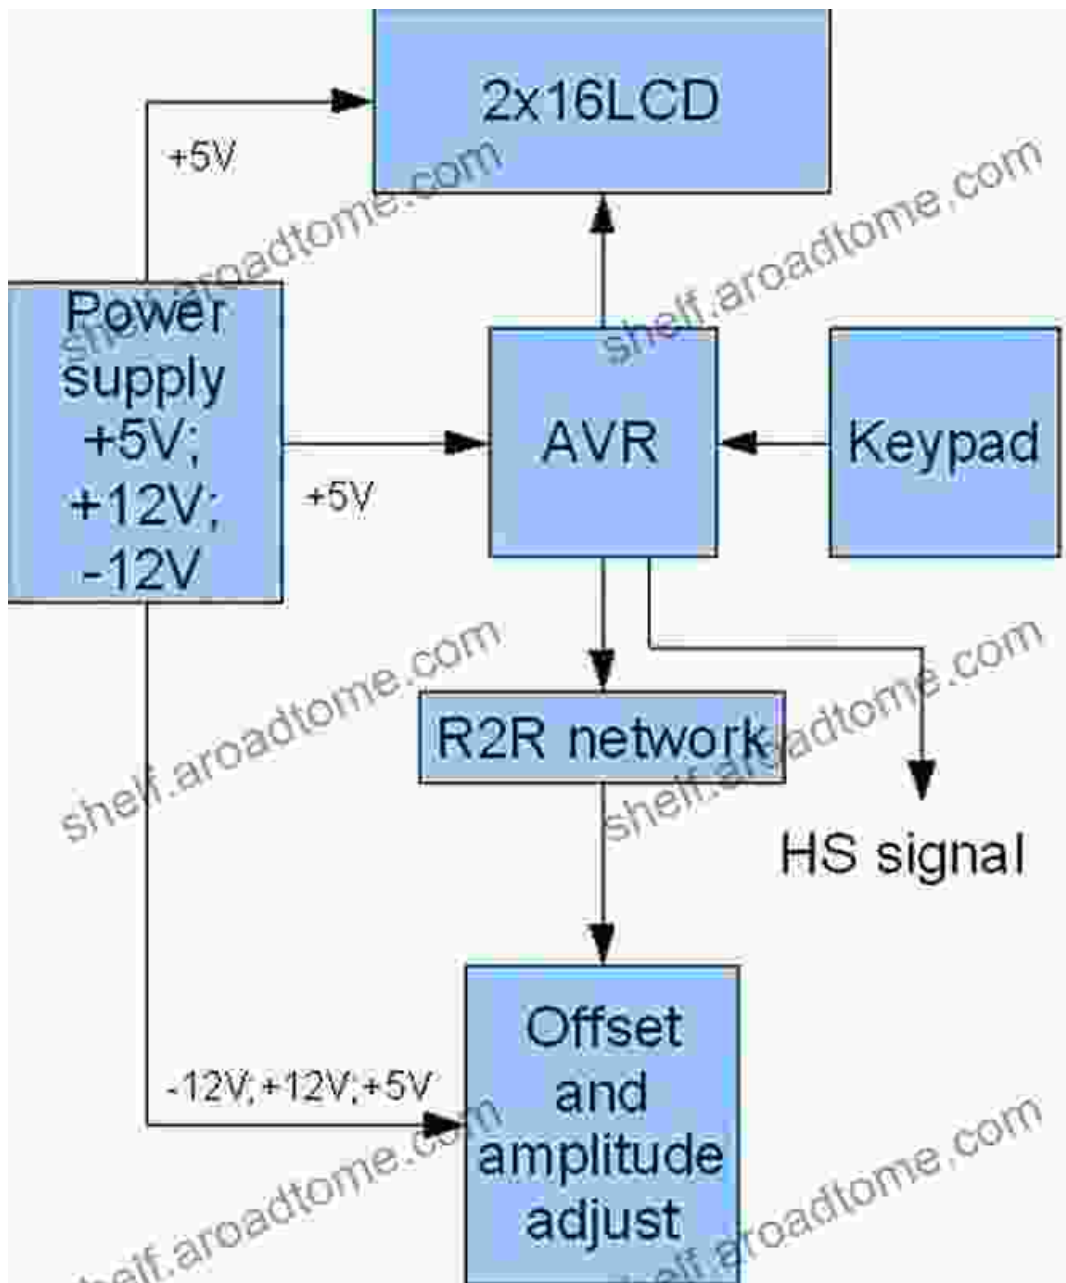 2x16LCD
+5V
shelf.aroadtome.com
shelf.aroadtome.com
Power
supply
+5V;
+12V;
-12V
AVR
Keypad
+5V
shelf.aroadtome.com
shelf.aroadtome.com
R2R network
HS signal
Offset
and
amplitude
adjust
-12V;+12V;+5V
shelf.aroadtome.com
shelf.aroadtome.com